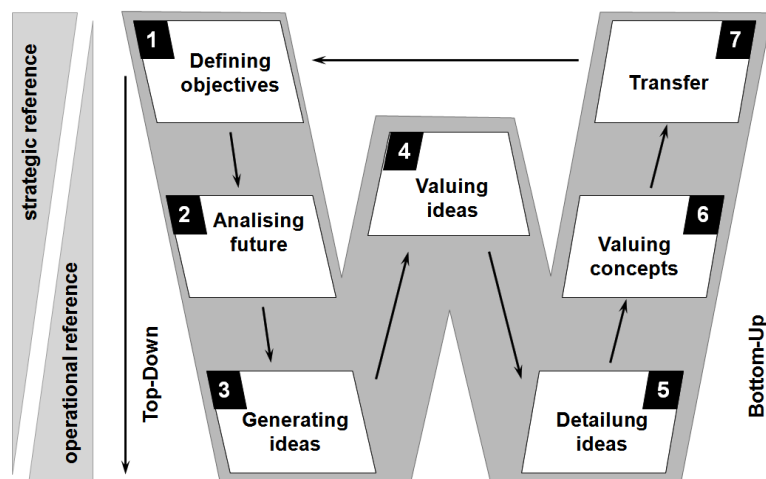 strategic reference
operational reference
Top-Down
1
Defining
objectives
2
Analising
future
3
Generating
ideas
4
Valuing
ideas
5
Detailung
ideas
6
Valuing
concepts
7
Transfer
Bottom-Up